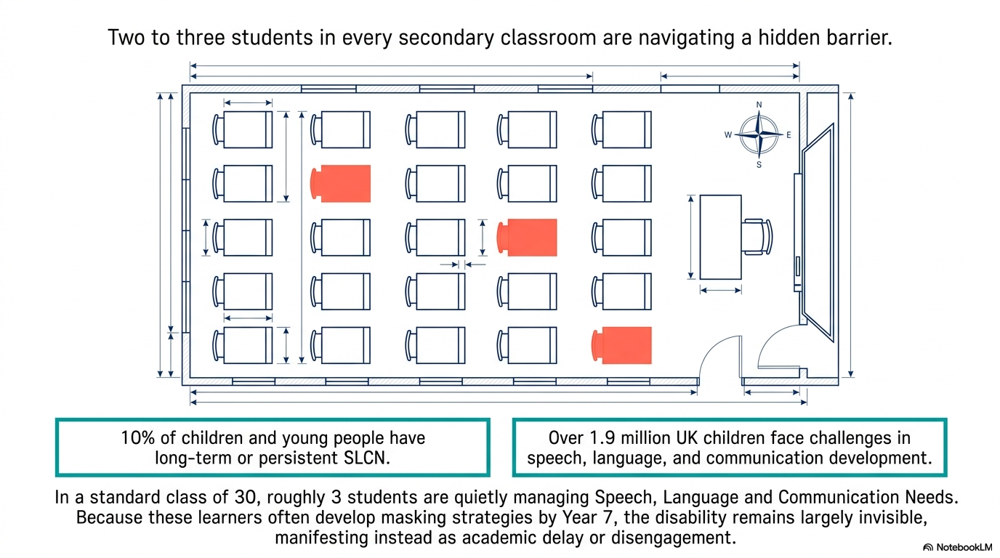 Two to three students in every secondary classroom are navigating a hidden barrier.
N
W
E
S
10% of children and young people have
long-term or persistent SLCN.
Over 1.9 million UK children face challenges in
speech, language, and communication development.
In a standard class of 30, roughly 3 students are quietly managing Speech, Language and Communication Needs.
Because these learners often develop masking strategies by Year 7, the disability remains largely invisible,
manifesting instead as academic delay or disengagement.
NotebookLM